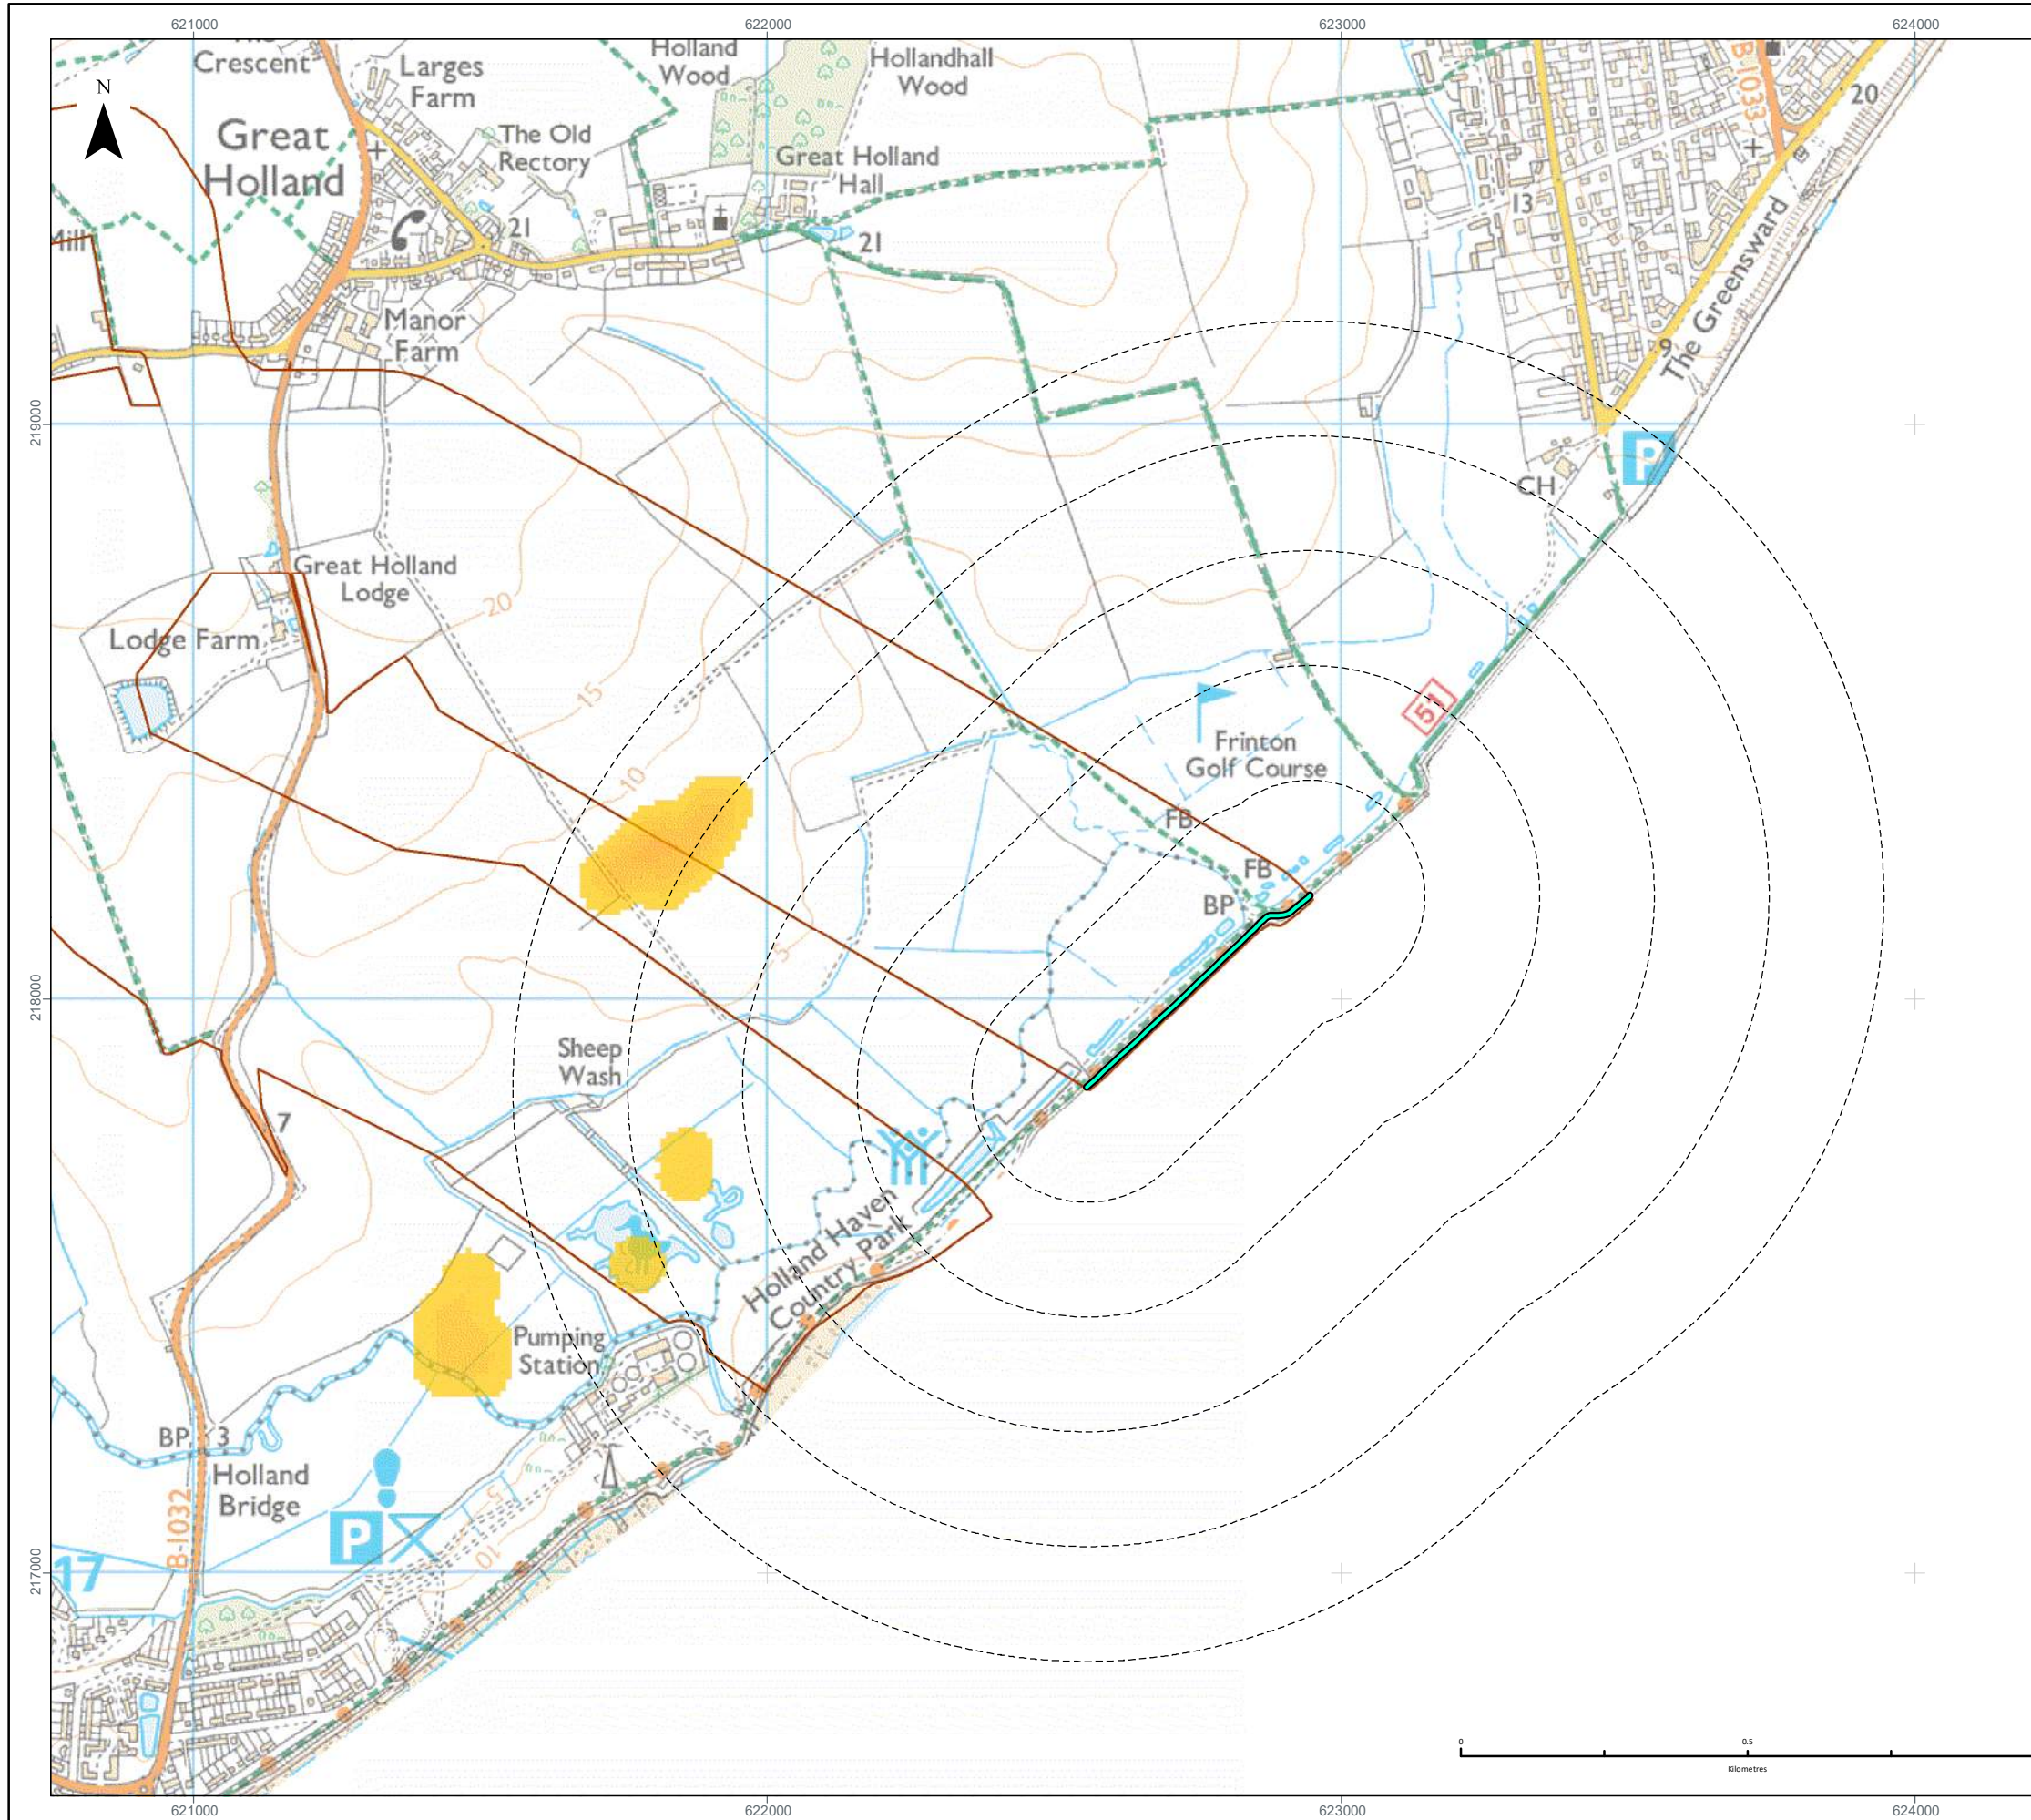 621000
622000
623000
624000
N
Crescent
Larges
Farm
Holland
Wood
Hollandhall
Wood
B 1033
20
Great
Holland
The Old
Rectory
Great Holland
Hall
13
21
21
Mill
Manor
Farm
The Greensward
9
219000
P
CH
Great Holland
Lodge
20
Lodge Farm
15
51
10
Frinton
Golf Course
FB
FB
BP
5
218000
Sheep
Wash
7
Holland Haven
Country Park
Pumping
Station
BP
3
Holland
Bridge
5
B-1032
P
10
17
217000
0
0.5
Kilometres
621000
622000
623000
624000